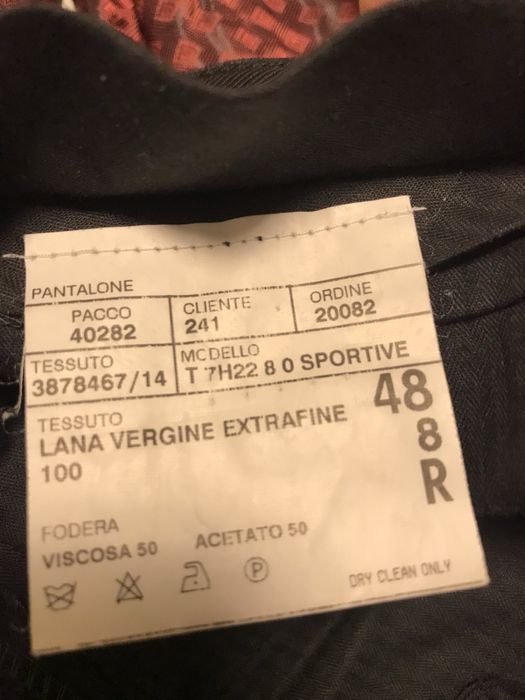 PANTALONE
PACCO
40282
CLIENTE
241
ORDINE
20082
TESSUTO
3878467/14
MCDELLO
T 7H22 8 0 SPORTIVE
TESSUTO
LANA VERGINE EXTRAFINE
100
48
8
R
FODERA
VISCOSA 50 ACETATO 50
P
DRY CLEAN ONLY